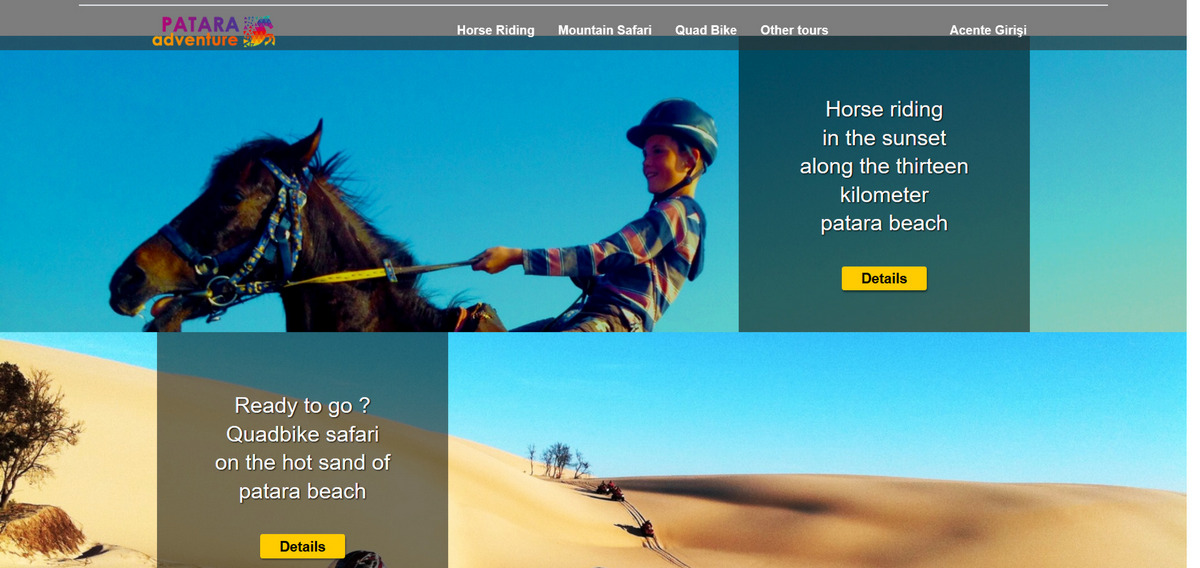 PATARA
adventure
Horse Riding
Mountain Safari
Quad Bike
Other tours
Acente Girişi
Horse riding
in the sunset
along the thirteen
kilometer
patara beach
Details
Ready to go ?
Quadbike safari
on the hot sand of
patara beach
Details